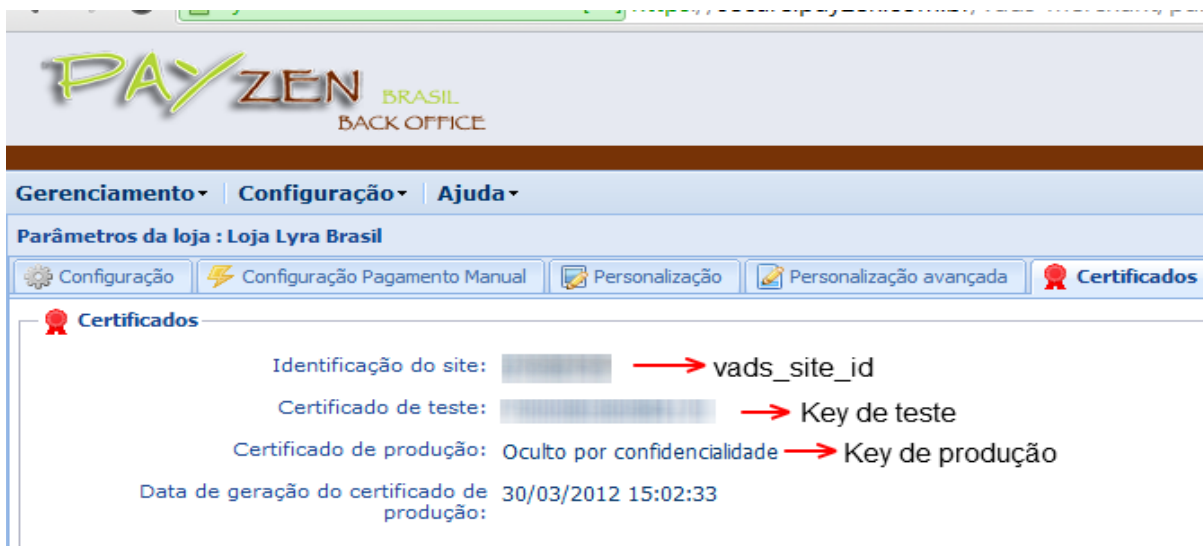 PAYZEN BRASIL
BACK OFFICE
Gerenciamento Configuração Ajuda
Parâmetros da loja : Loja Lyra Brasil
Configuração Configuração Pagamento Manual Personalização Personalização avançada Certificados
Certificados
Identificação do site: vads_site_id
Certificado de teste: Key de teste
Certificado de produção: Oculto por confidencialidade Key de produção
Data de geração do certificado de 30/03/2012 15:02:33
produção: